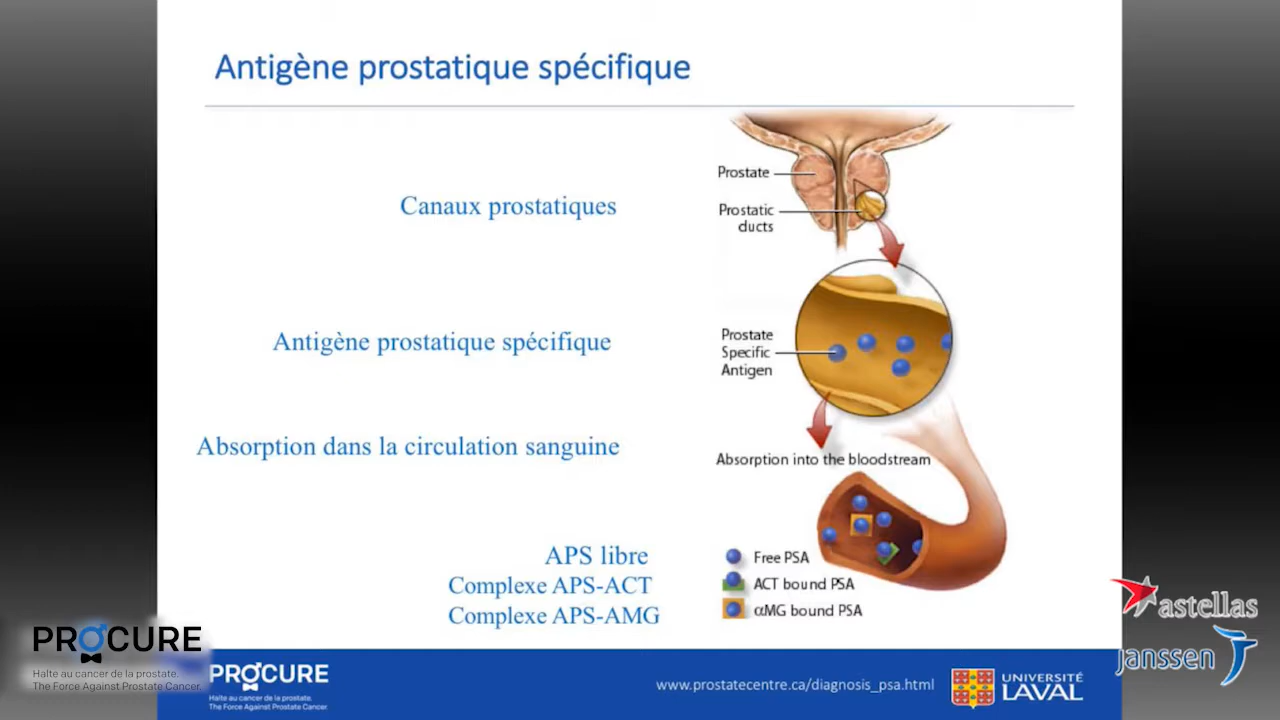 Antigène prostatique spécifique
Canaux prostatiques
Prostate
Prostatic
ducts
Antigène prostatique spécifique
Prostate
Specific
Antigen
Absorption dans la circulation sanguine
Absorption into the bloodstream
APS libre
Complexe APS-ACT
Complexe APS-AMG
Free PSA
ACT bound PSA
αMG bound PSA
astellas
janssen
PROCURE
Halte au cancer de la prostate.
The Force Against Prostate Cancer.
PROCURE
Halte au cancer de la prostate.
The Force Against Prostate Cancer.
www.prostatecentre.ca/diagnosis_psa.html
UNIVERSITÉ
LAVAL